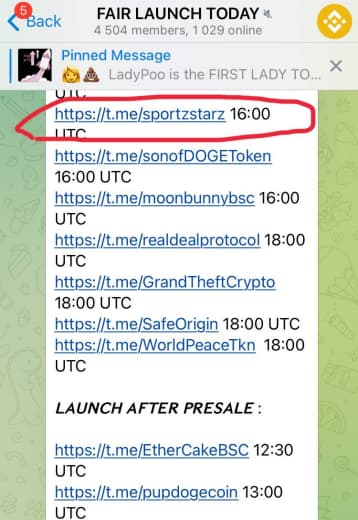 5
Back
FAIR LAUNCH TODAY
4 504 members, 1 029 online
Pinned Message
LadyPoo is the FIRST LADY TO...
UTC
https://t.me/sportzstarz 16:00
UTC
https://t.me/sonofDOGEToken
16:00 UTC
https://t.me/moonbunnybsc 16:00
UTC
https://t.me/realdealprotocol 18:00
UTC
https://t.me/GrandTheftCrypto
18:00 UTC
https://t.me/SafeOrigin 18:00 UTC
https://t.me/WorldPeaceTkn 18:00
UTC
LAUNCH AFTER PRESALE :
https://t.me/EtherCakeBSC 12:30
UTC
https://t.me/pupdogecoin 13:00
UTC